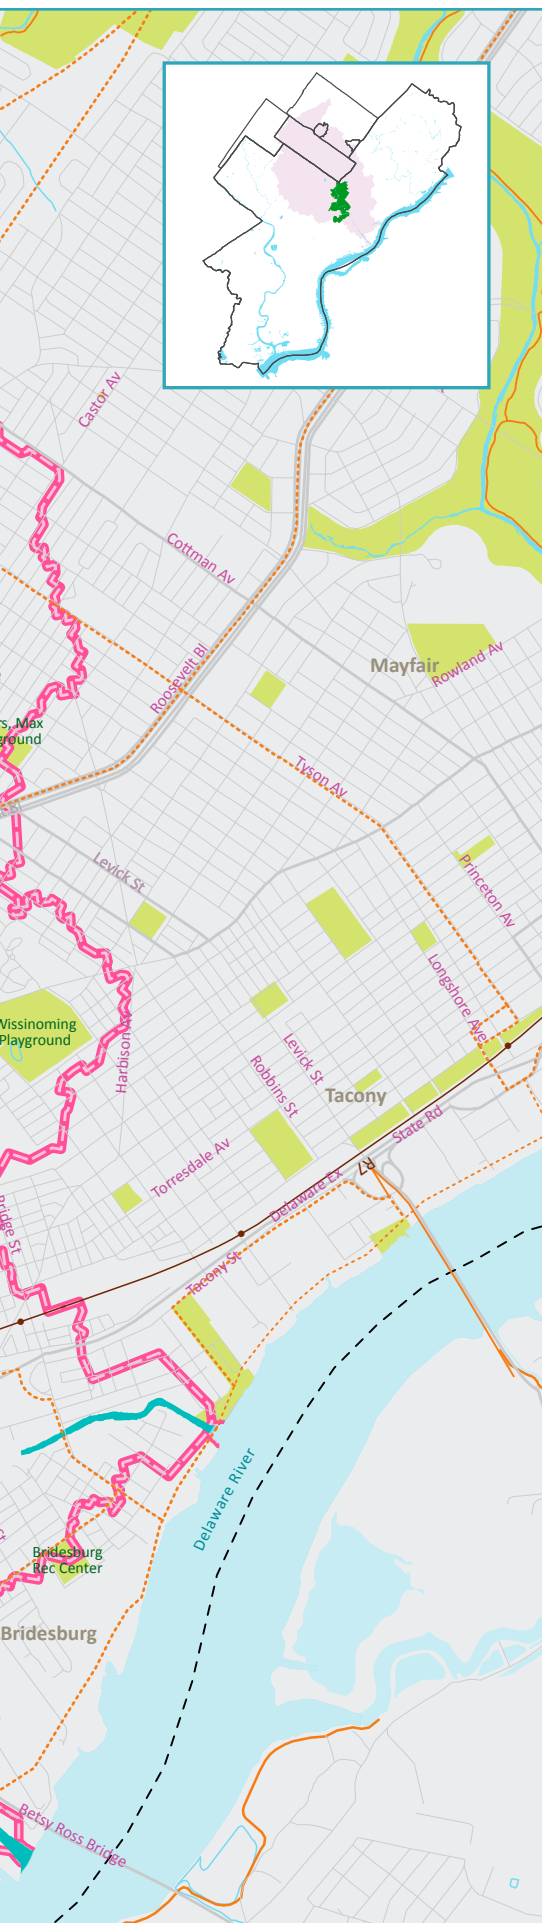 Castor Av
Cottman Av
Mayfair
Rowland Av
Roosevelt Bl
rs, Max
ground
Tyson Av
Levick St
Princeton Av
Longshore Ave
Wissinoming
Playground
Harbison Av
Levick St
Robbins St
Tacony
State Rd
Torresdale Av
R7
Delaware Ex
Bridge St
Tacony St
Delaware River
Bridesburg
Rec Center
Bridesburg
Betsy Ross Bridge